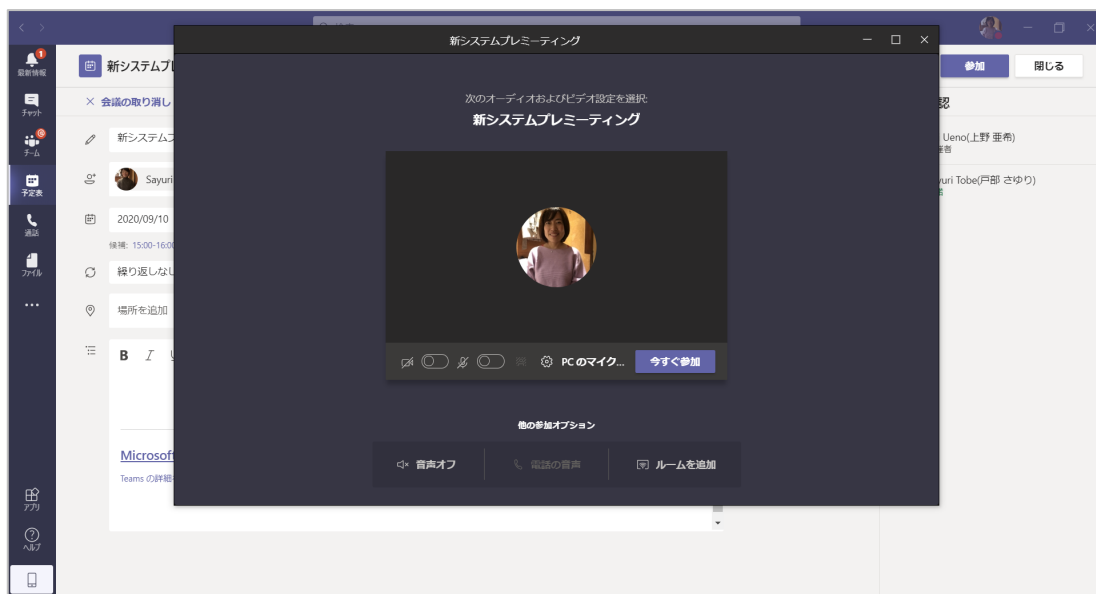 新システムプレミーティング
最新情報
1
新システムプ
参加
閉じる
チャット
× 会議の取り消し
次のオーディオおよびビデオ設定を選択:
新システムプレミーティング
チーム
新システムプ
Ueno(上野 亜希)
Sayuri
yuri Tobe(戸部 さゆり)
予定表
2020/09/10
通話
候補: 15:00-16:00
ファイル
繰り返しなし
場所を追加
B I U
PC のマイク...
今すぐ参加
他の参加オプション
音声オフ
電話の音声
ルームを追加
Microsoft
Teams の詳細
アプリ
ヘルプ